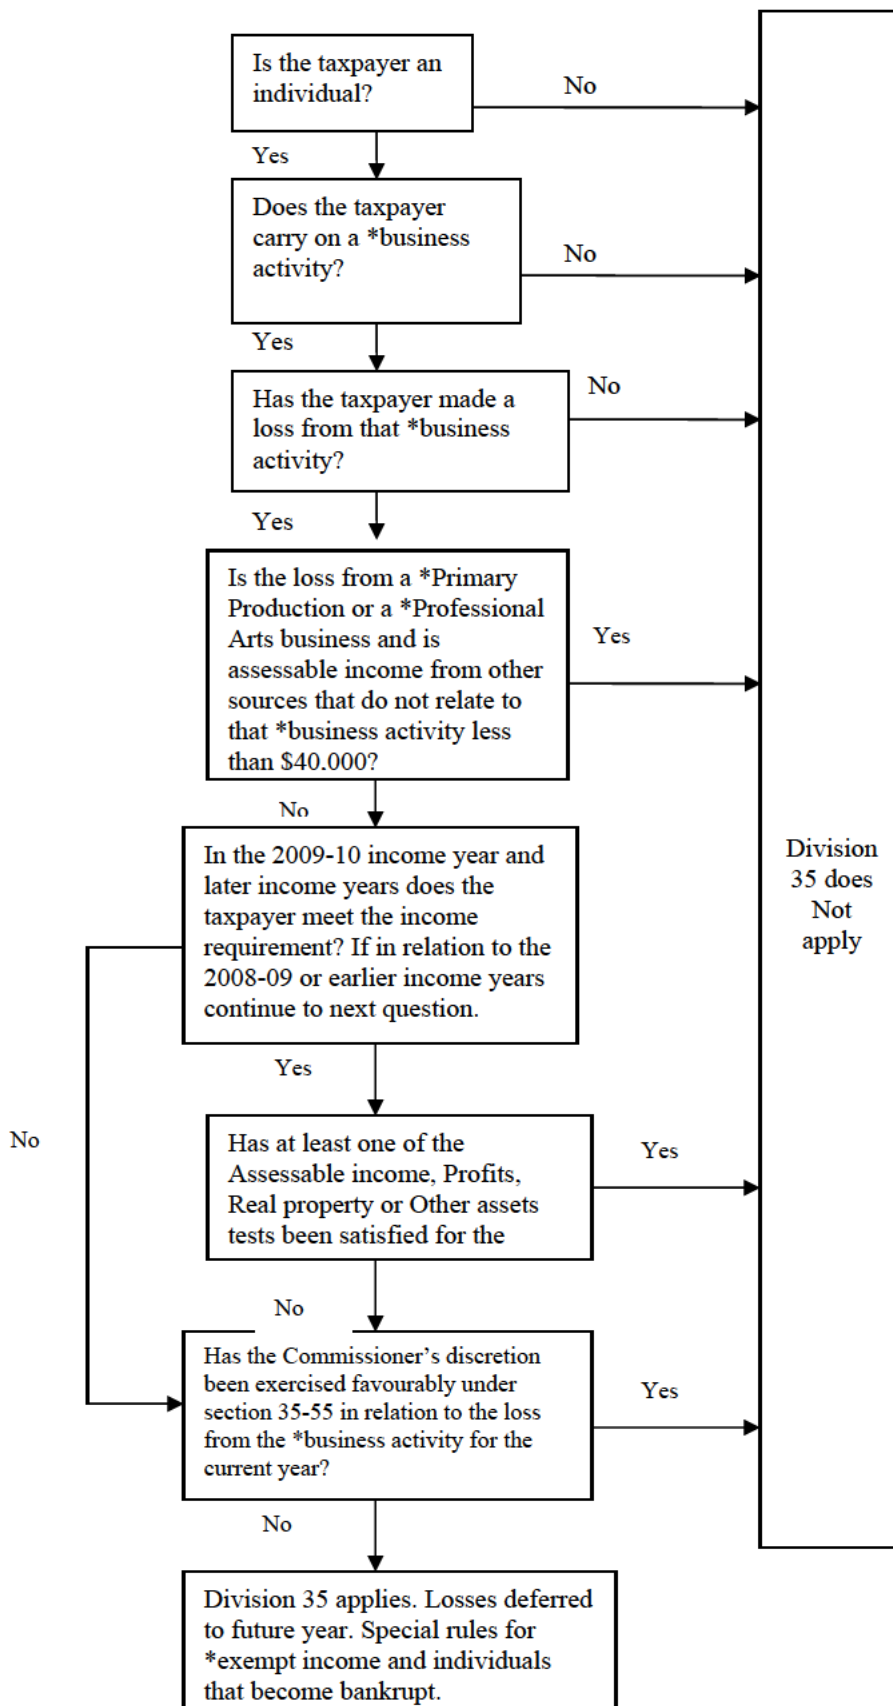 Is the taxpayer an
individual?
No
Yes
Does the taxpayer
carry on a *business
activity?
No
Yes
Has the taxpayer made a
loss from that *business
activity?
No
Yes
Is the loss from a *Primary
Production or a *Professional
Arts business and is
assessable income from other
sources that do not relate to
that *business activity less
than $40.000?
Yes
No
In the 2009-10 income year and
later income years does the
taxpayer meet the income
requirement? If in relation to the
2008-09 or earlier income years
continue to next question.
Division
35 does
Not
apply
Yes
No
Has at least one of the
Assessable income, Profits,
Real property or Other assets
tests been satisfied for the
Yes
No
Has the Commissioner's discretion
been exercised favourably under
section 35-55 in relation to the loss
from the *business activity for the
current year?
Yes
No
Division 35 applies. Losses deferred
to future year. Special rules for
*exempt income and individuals
that become bankrupt.